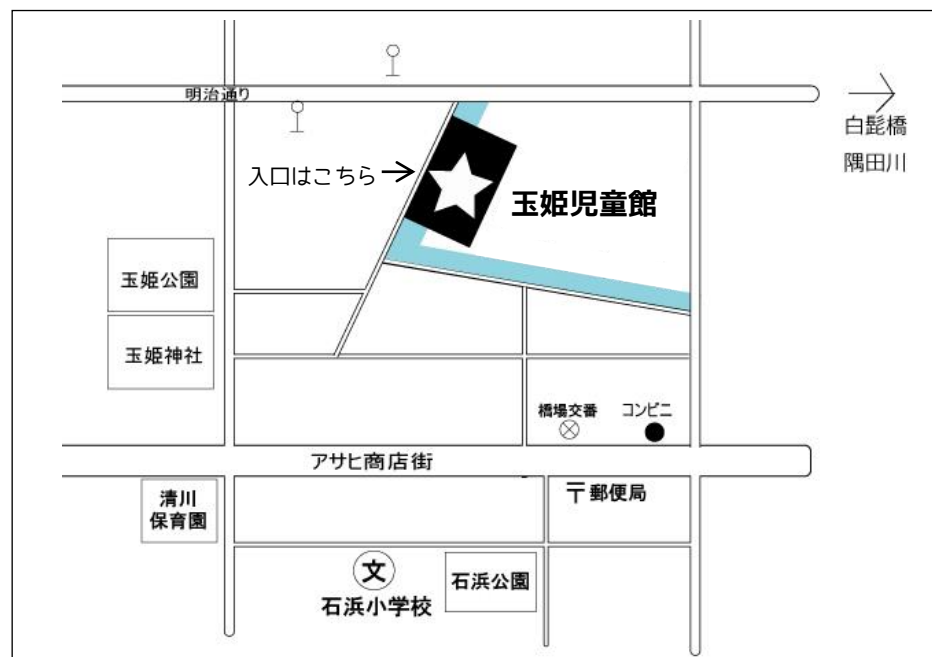 明治通り
白髭橋
隅田川
入口はこちら
玉姫児童館
玉姫公園
玉姫神社
橋場交番
コンビニ
アサヒ商店街
清川
保育園
〒郵便局
文
石浜小学校
石浜公園